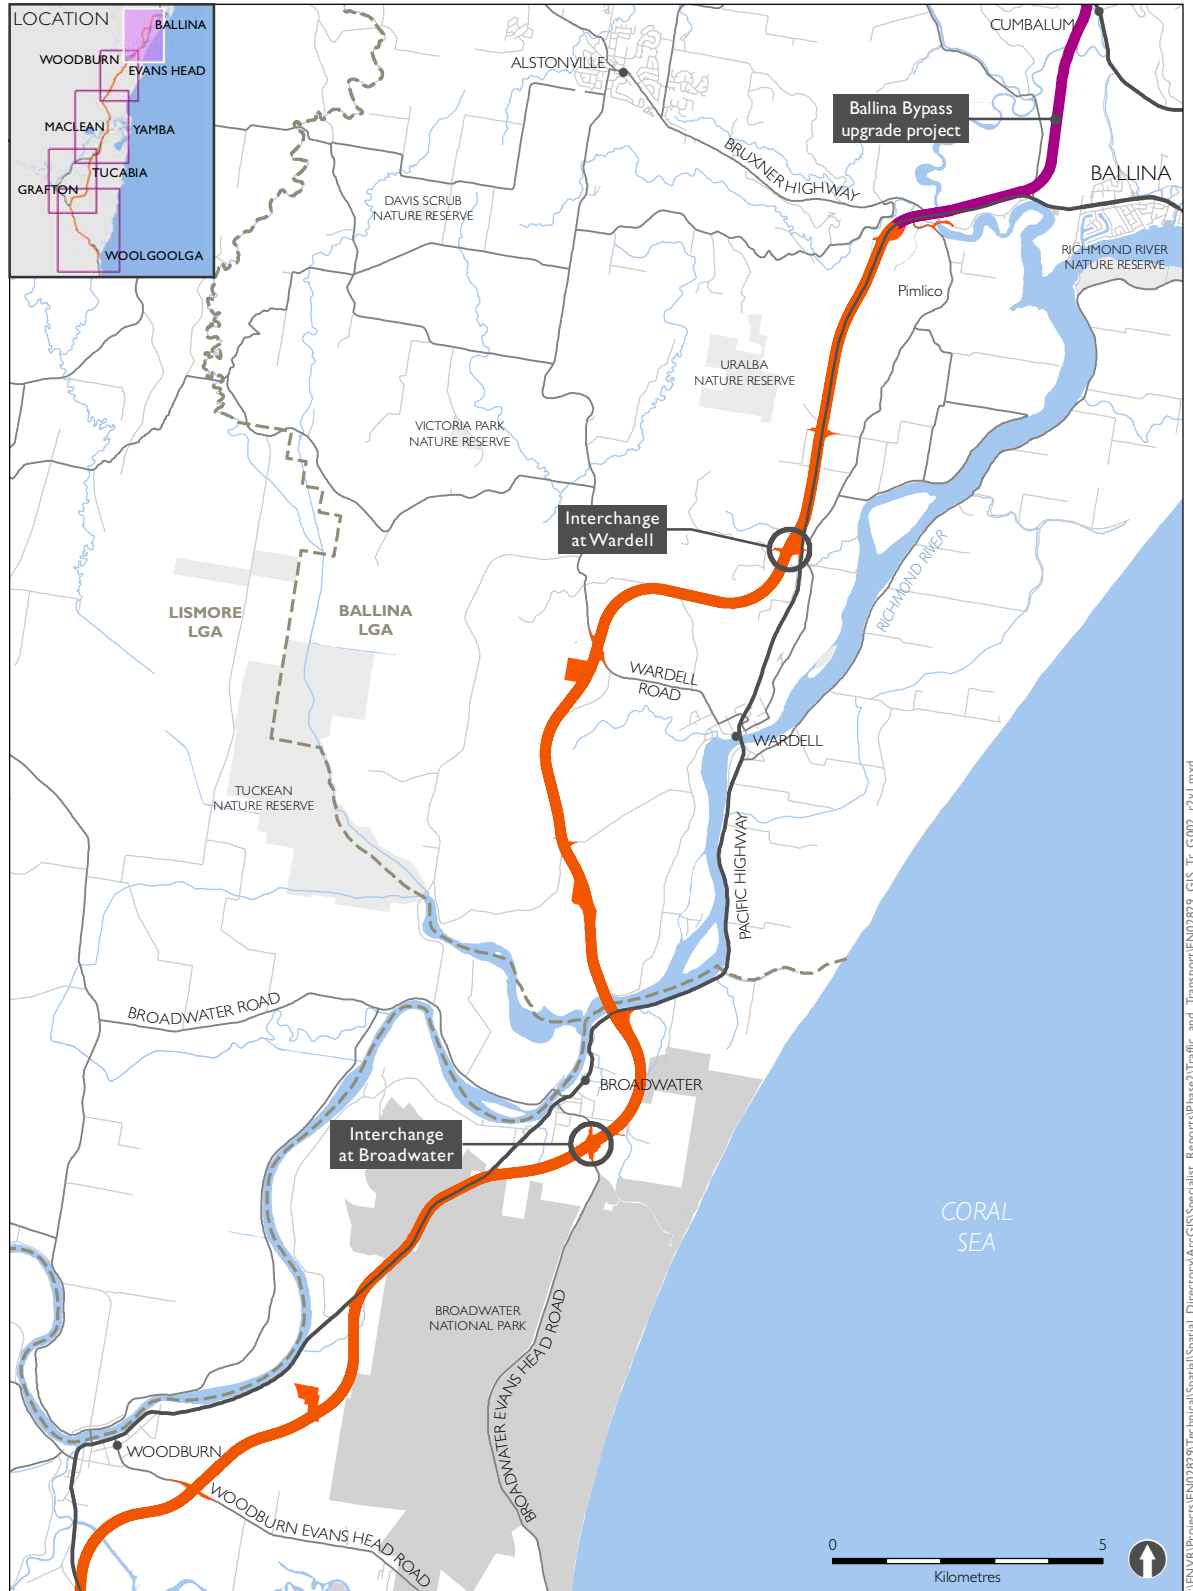 LOCATION
BALLINA
WOODBURN
EVANS HEAD
MACLEAN
YAMBA
TUCABIA
GRAFTON
WOOLGOOLGA
CUMBALUM
ALSTONVILLE
Ballina Bypass
upgrade project
BRUXNER HIGHWAY
BALLINA
DAVIS SCRUB
NATURE RESERVE
RICHMOND RIVER
NATURE RESERVE
Pimlico
URALBA
NATURE RESERVE
VICTORIA PARK
NATURE RESERVE
Interchange
at Wardell
RICHMOND RIVER
LISMORE
LGA
BALLINA
LGA
WARDELL
ROAD
WARDELL
TUCKEAN
NATURE RESERVE
PACIFIC HIGHWAY
BROADWATER ROAD
BROADWATER
Interchange
at Broadwater
CORAL
SEA
BROADWATER
NATIONAL PARK
BROADWATER EVANS HEAD ROAD
WOODBURN
WOODBURN EVANS HEAD ROAD
0
5
Kilometres